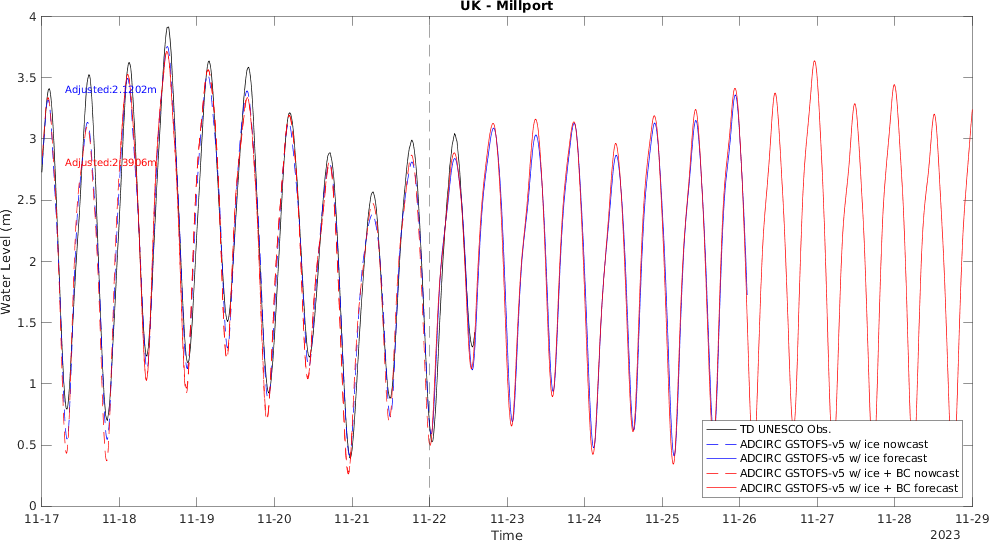 UK - Millport
4
3.5
3
2.5
2
1.5
1
0.5
0
Water Level (m)
Adjusted:2.1202m
Adjusted:2.3906m
TD UNESCO Obs.
ADCIRC GSTOFS-v5 w/ ice nowcast
ADCIRC GSTOFS-v5 w/ ice forecast
ADCIRC GSTOFS-v5 w/ ice + BC nowcast
ADCIRC GSTOFS-v5 w/ ice + BC forecast
11-17 11-18 11-19 11-20 11-21 11-22 11-23 11-24 11-25 11-26 11-27 11-28 11-29
Time
2023